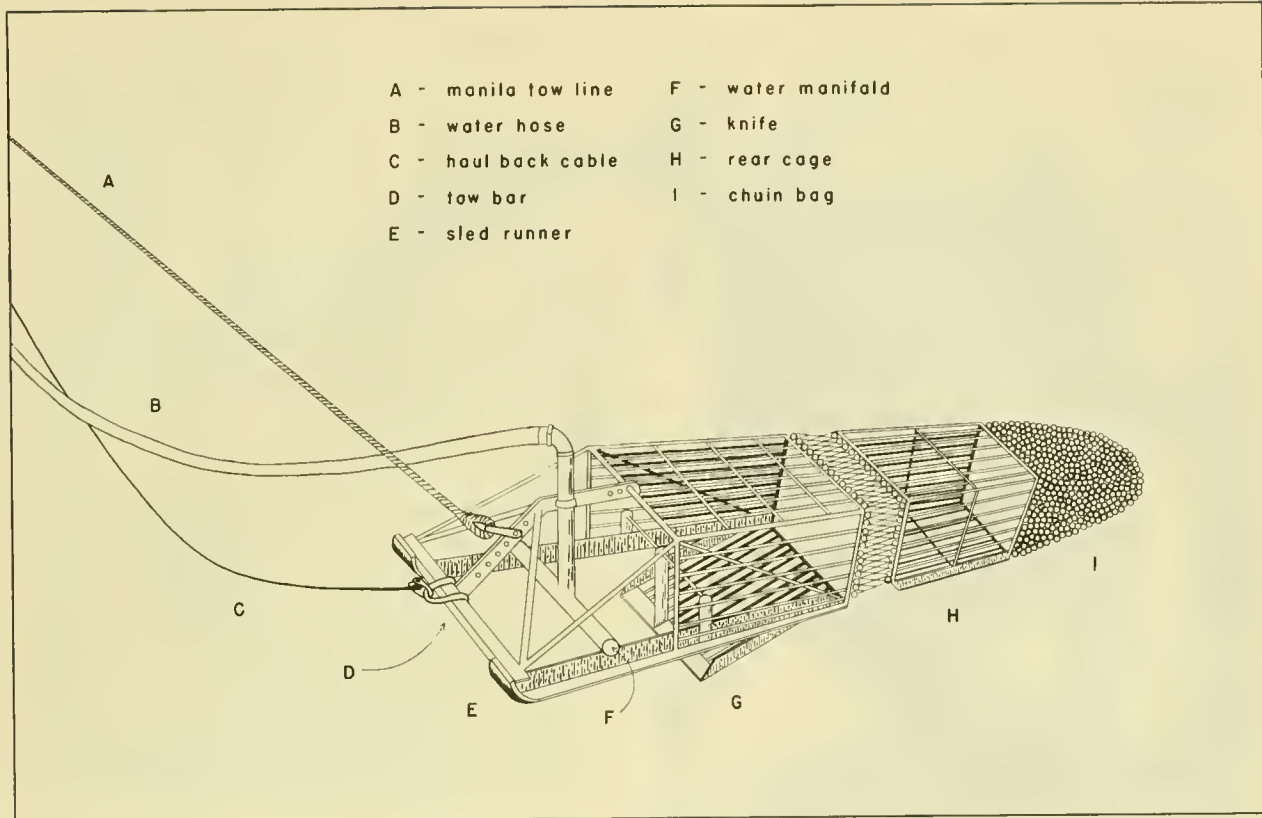 A - manila tow line
B - water hose
C - haul back cable
D - tow bar
E - sled runner
F - water manifold
G - knife
H - rear cage
I - chain bag
A
B
C
D
E
F
G
H
I